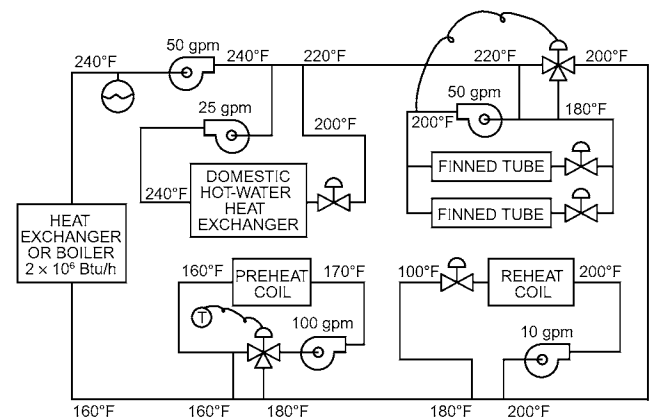 50 gpm
240°F
240°F
220°F
220°F
200°F
25 gpm
50 gpm
200°F
180°F
200°F
240°F
DOMESTIC
HOT-WATER
HEAT
EXCHANGER
FINNED TUBE
FINNED TUBE
HEAT
EXCHANGER
OR BOILER
2 × 10⁶ Btu/h
160°F
PREHEAT
COIL
170°F
100°F
REHEAT
COIL
200°F
T
100 gpm
10 gpm
160°F
160°F
180°F
180°F
200°F